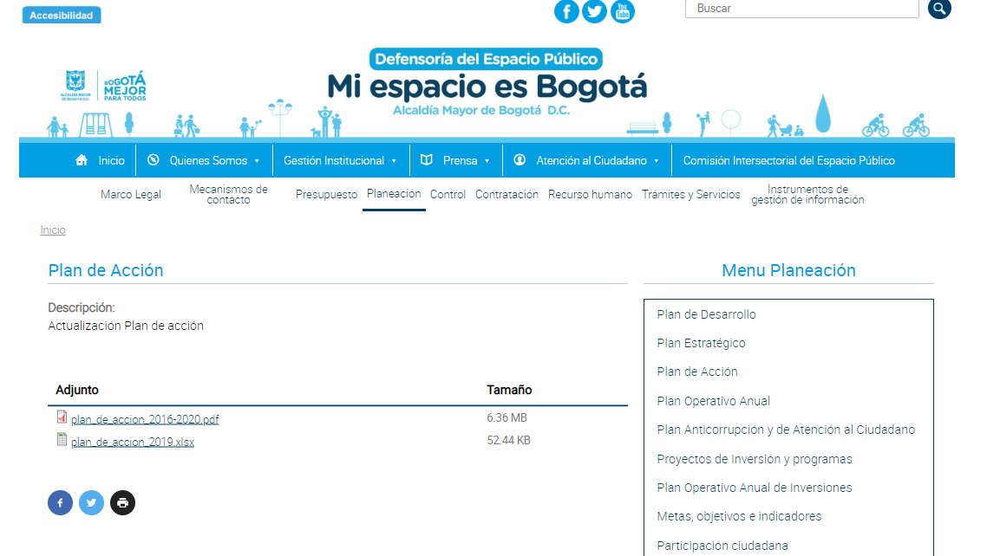 Accesibilidad
You Tube
Buscar
Defensoría del Espacio Público
Mi espacio es Bogotá
Alcaldía Mayor de Bogotá D.C.
ALCALDÍA MAYOR
DE BOGOTÁ D.C.
BOGOTÁ
MEJOR
PARA TODOS
Inicio
Quienes Somos
Gestión Institucional
Prensa
Atención al Ciudadano
Comisión Intersectorial del Espacio Público
Marco Legal
Mecanismos de
contacto
Presupuesto
Planeación
Control
Contratación
Recurso humano
Trámites y Servicios
Instrumentos de
gestión de información
Inicio
Plan de Acción
Descripción:
Actualización Plan de acción
Adjunto Tamaño
plan_de_accion_2016-2020.pdf 6.36 MB
plan_de_accion_2019.xlsx 52.44 KB
Menu Planeación
Plan de Desarrollo
Plan Estratégico
Plan de Acción
Plan Operativo Anual
Plan Anticorrupción y de Atención al Ciudadano
Proyectos de Inversión y programas
Plan Operativo Anual de Inversiones
Metas, objetivos e indicadores
Participación ciudadana